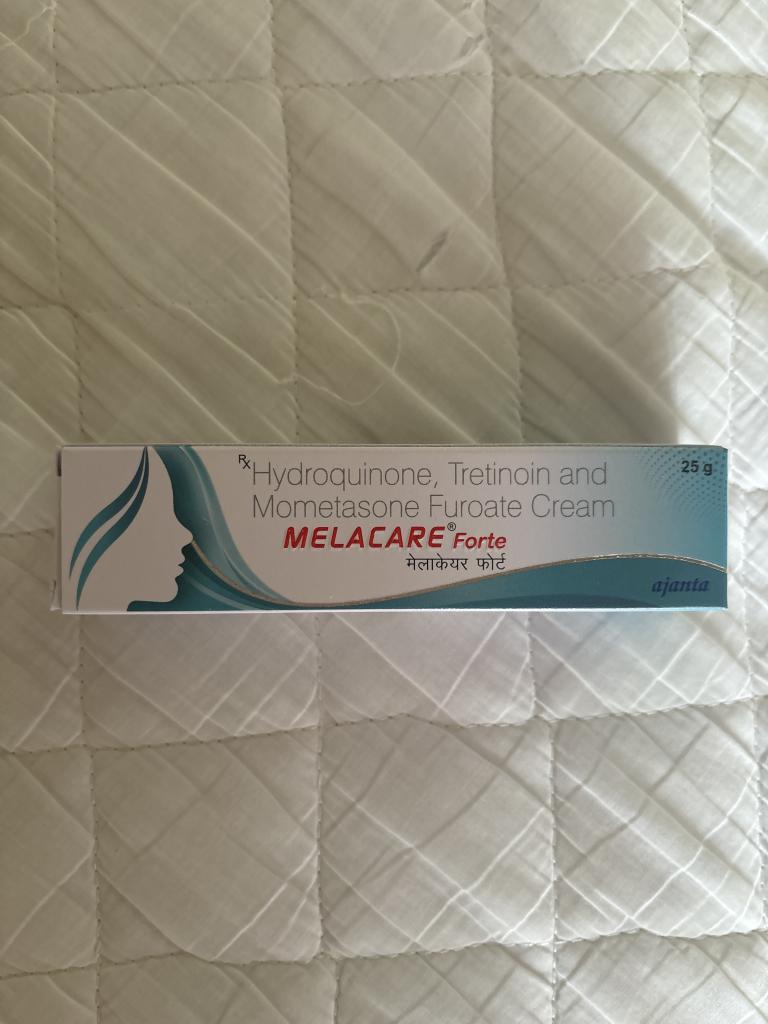 Rx Hydroquinone, Tretinoin and
Mometasone Furoate Cream
25 g
MELACARE® Forte
मेलाकेयर फोर्ट
ajanta